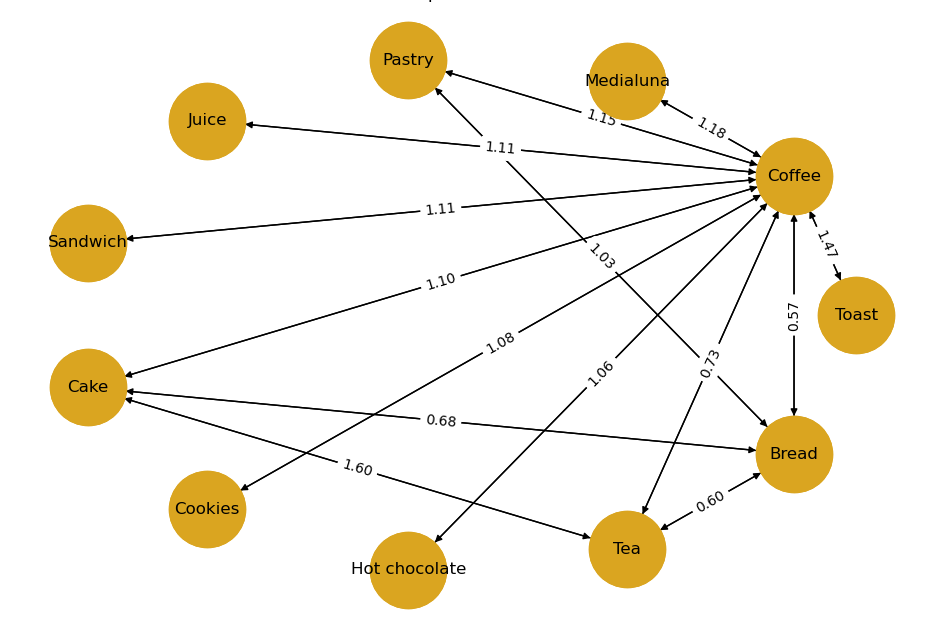 Pastry
Medialuna
1.15
1.18
Juice
1.11
Coffee
1.11
Sandwich
1.47
1.03
1.10
Toast
0.57
1.08
0.73
1.06
Cake
0.68
Bread
1.60
0.60
Cookies
Tea
Hot chocolate